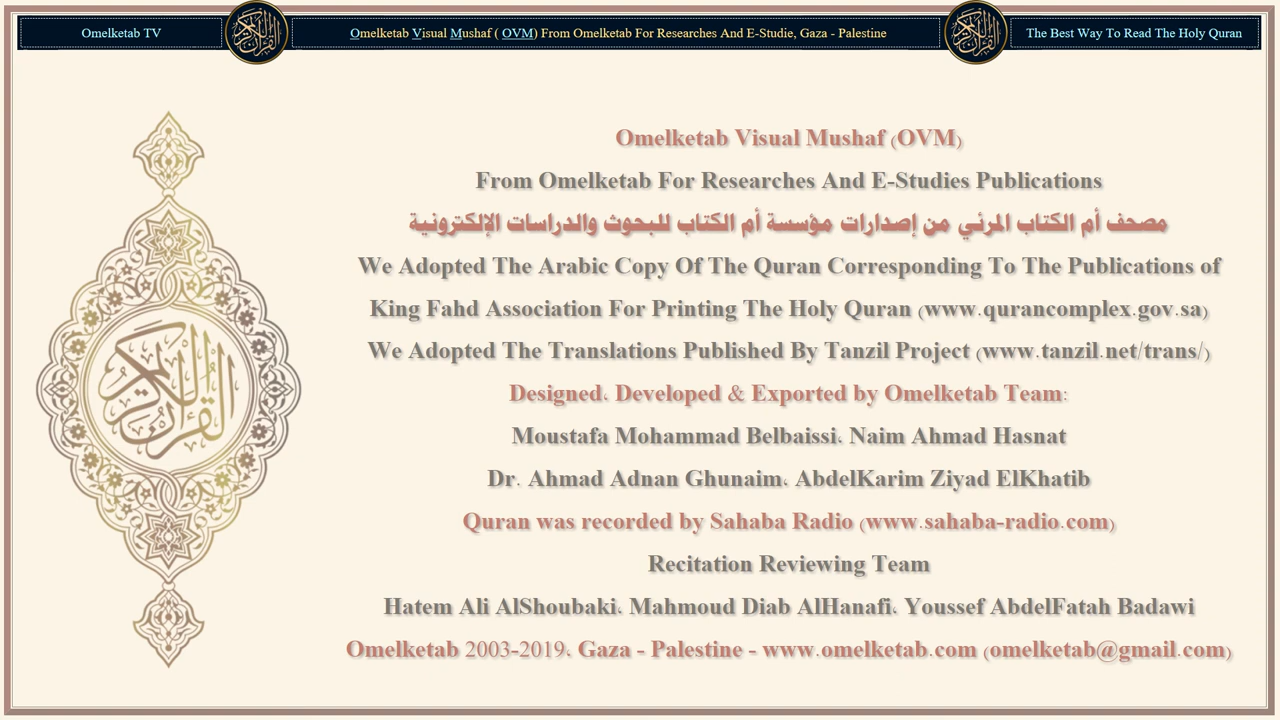 Omelketab TV
Omelketab Visual Mushaf ( OVM) From Omelketab For Researches And E-Studie, Gaza - Palestine
The Best Way To Read The Holy Quran
القرآن الكريم
Omelketab Visual Mushaf (OVM)
From Omelketab For Researches And E-Studies Publications
مصحف أم الكتاب المرئي من إصدارات مؤسسة أم الكتاب للبحوث والدراسات الإلكترونية
We Adopted The Arabic Copy Of The Quran Corresponding To The Publications of
King Fahd Association For Printing The Holy Quran (www.qurancomplex.gov.sa)
We Adopted The Translations Published By Tanzil Project (www.tanzil.net/trans/)
Designed، Developed & Exported by Omelketab Team:
Moustafa Mohammad Belbaissi، Naim Ahmad Hasnat
Dr. Ahmad Adnan Ghunaim، AbdelKarim Ziyad ElKhatib
Quran was recorded by Sahaba Radio (www.sahaba-radio.com)
Recitation Reviewing Team
Hatem Ali AlShoubaki، Mahmoud Diab AlHanafi، Youssef AbdelFatah Badawi
Omelketab 2003-2019، Gaza - Palestine - www.omelketab.com (omelketab@gmail.com)